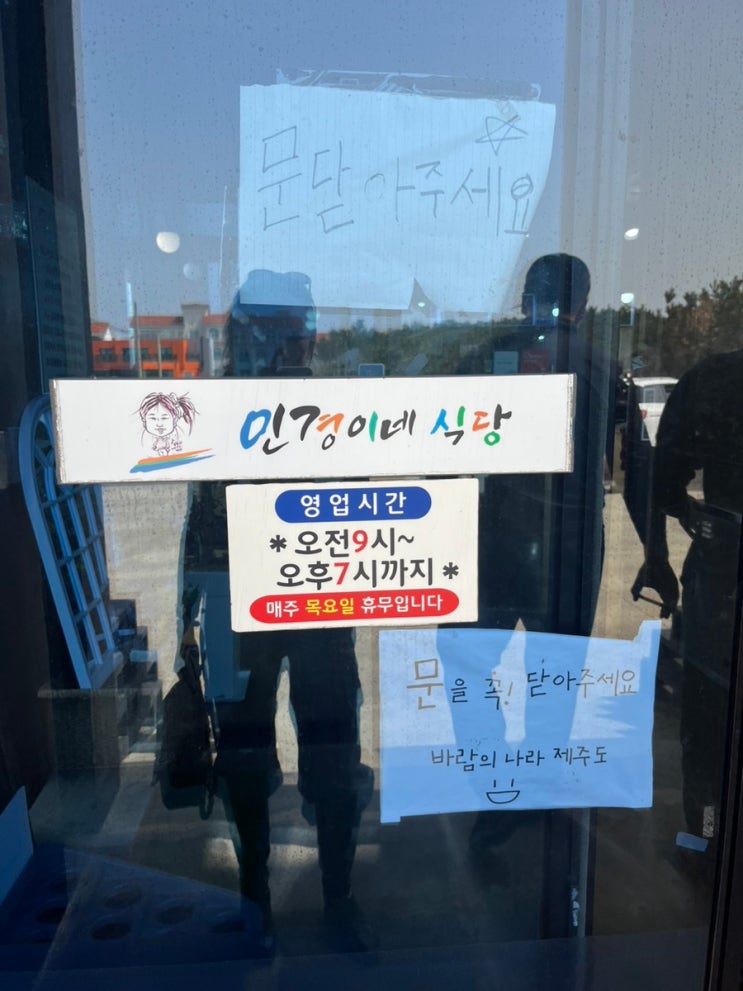 문닫아주세요
민경이네 식당
영업시간
*오전9시~
오후7시까지*
매주 목요일 휴무입니다
문을 꼭! 닫아주세요
바람의 나라 제주도